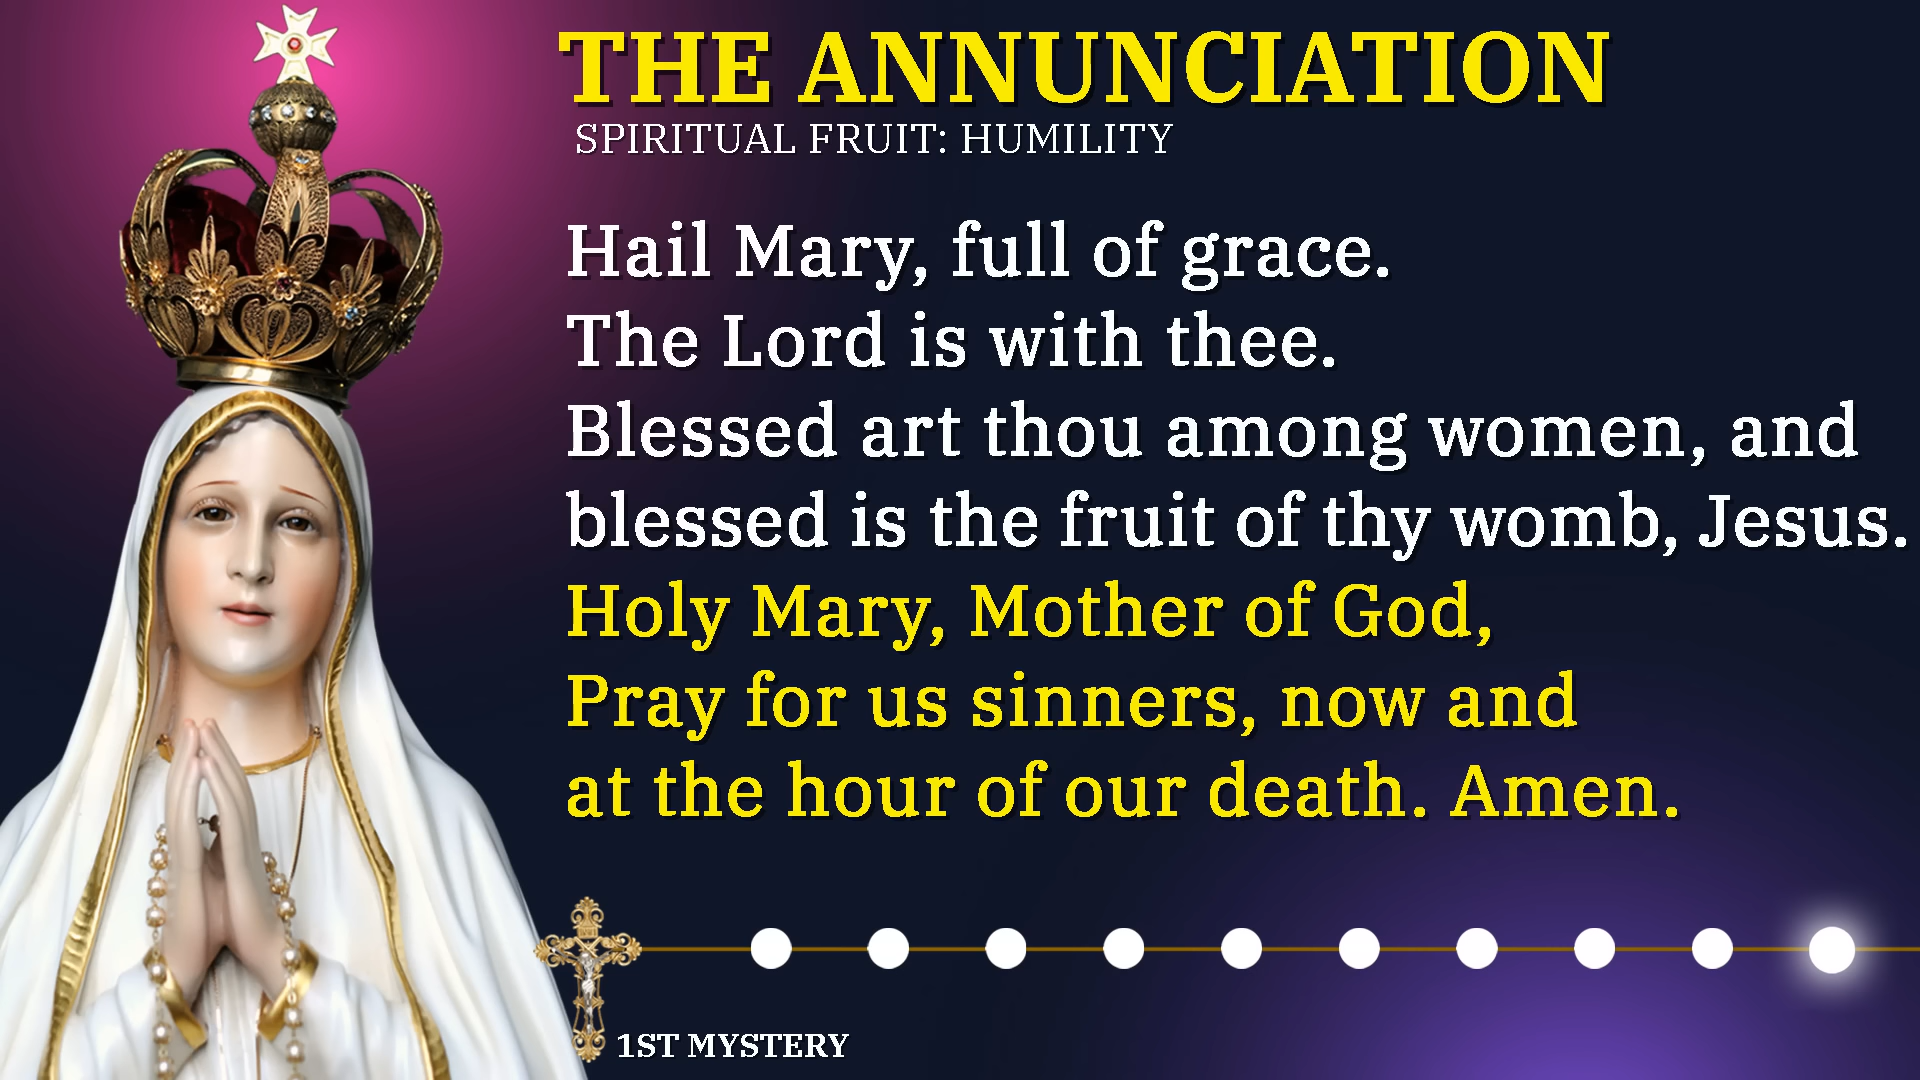 THE ANNUNCIATION
SPIRITUAL FRUIT: HUMILITY
Hail Mary, full of grace.
The Lord is with thee.
Blessed art thou among women, and
blessed is the fruit of thy womb, Jesus.
Holy Mary, Mother of God,
Pray for us sinners, now and
at the hour of our death. Amen.
1ST MYSTERY